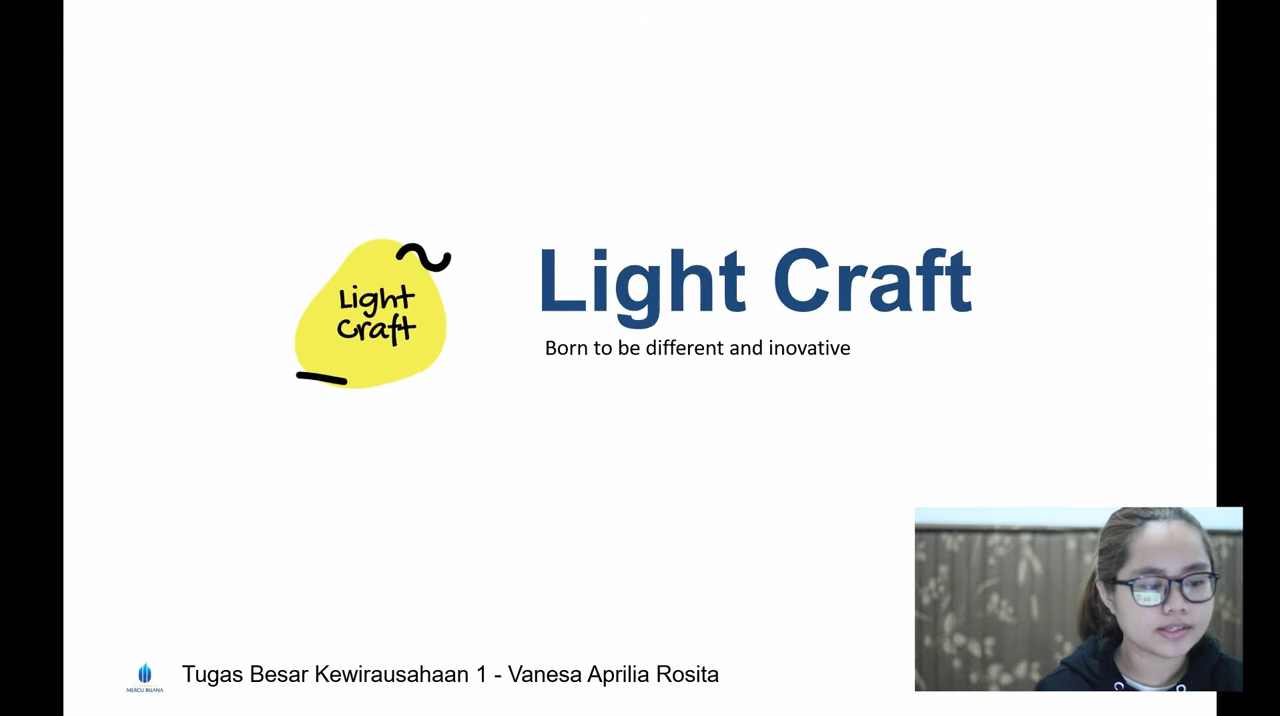 Light
Craft
Light Craft
Born to be different and inovative
MERCU BUANA
Tugas Besar Kewirausahaan 1 - Vanesa Aprilia Rosita